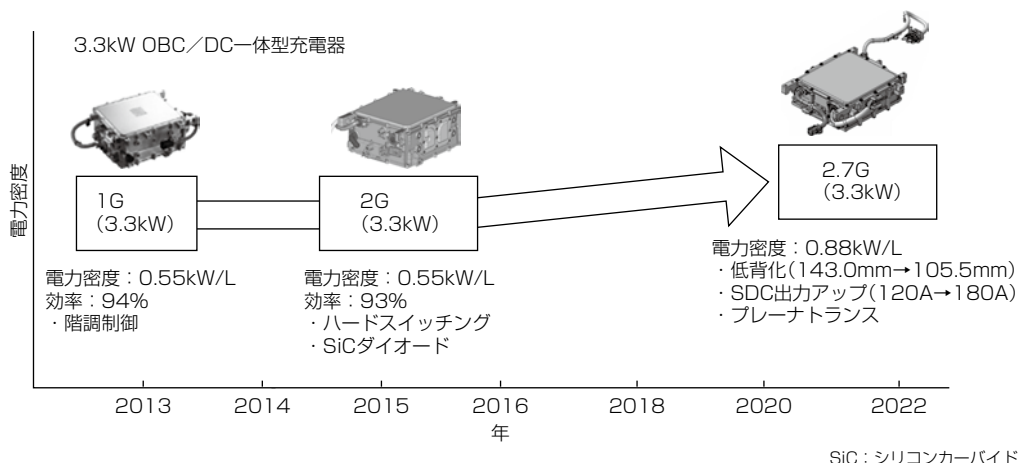 3.3kW OBC／DC一体型充電器
電力密度
1G
（3.3kW）
2G
（3.3kW）
2.7G
（3.3kW）
電力密度：0.55kW/L
効率：94%
・階調制御
電力密度：0.55kW/L
効率：93%
・ハードスイッチング
・SiCダイオード
電力密度：0.88kW/L
・低背化（143.0mm→105.5mm）
・SDC出力アップ（120A→180A）
・プレーナトランス
2013 2014 2015 2016 2018 2020 2022
年
SiC：シリコンカーバイド